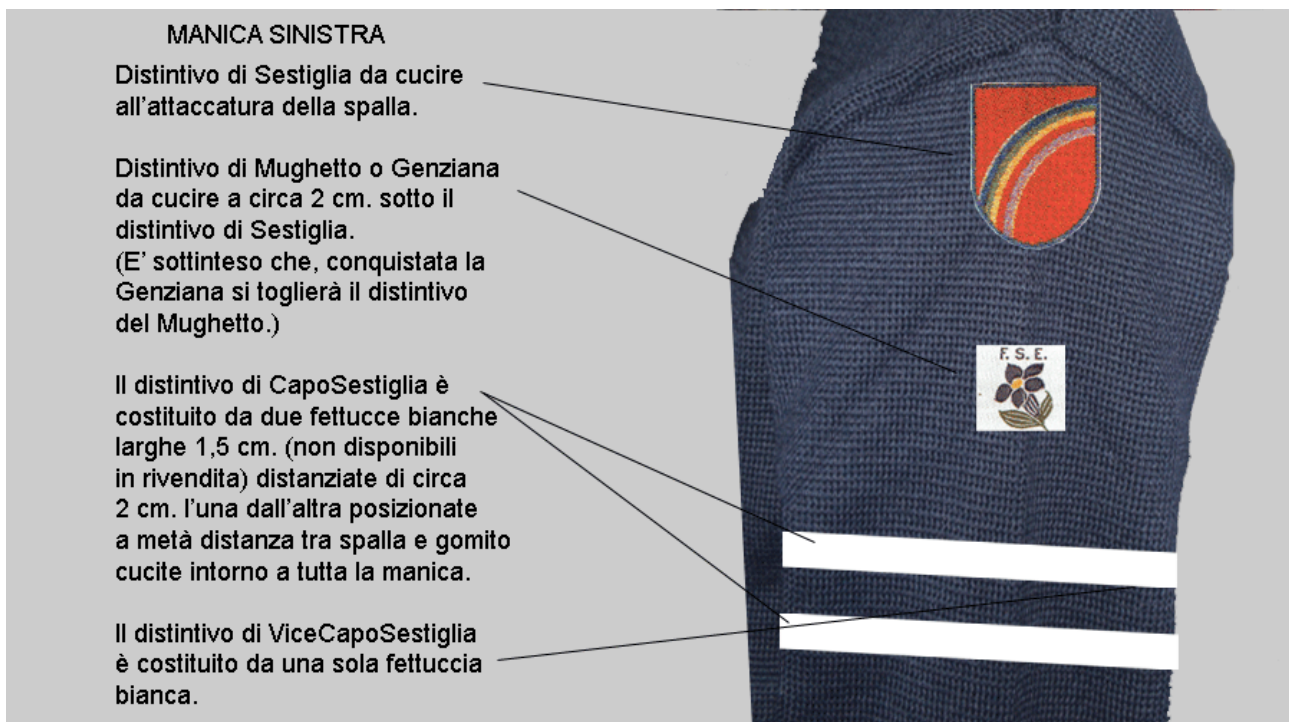 MANICA SINISTRA
Distintivo di Sestiglia da cucire
all'attaccatura della spalla.
Distintivo di Mughetto o Genziana
da cucire a circa 2 cm. sotto il
distintivo di Sestiglia.
(E' sottinteso che, conquistata la
Genziana si toglierà il distintivo
del Mughetto.)
Il distintivo di CapoSestiglia è
costituito da due fettucce bianche
larghe 1,5 cm. (non disponibili
in rivendita) distanziate di circa
2 cm. l'una dall'altra posizionate
a metà distanza tra spalla e gomito
cucite intorno a tutta la manica.
Il distintivo di ViceCapoSestiglia
è costituito da una sola fettuccia
bianca.
F. S. E.